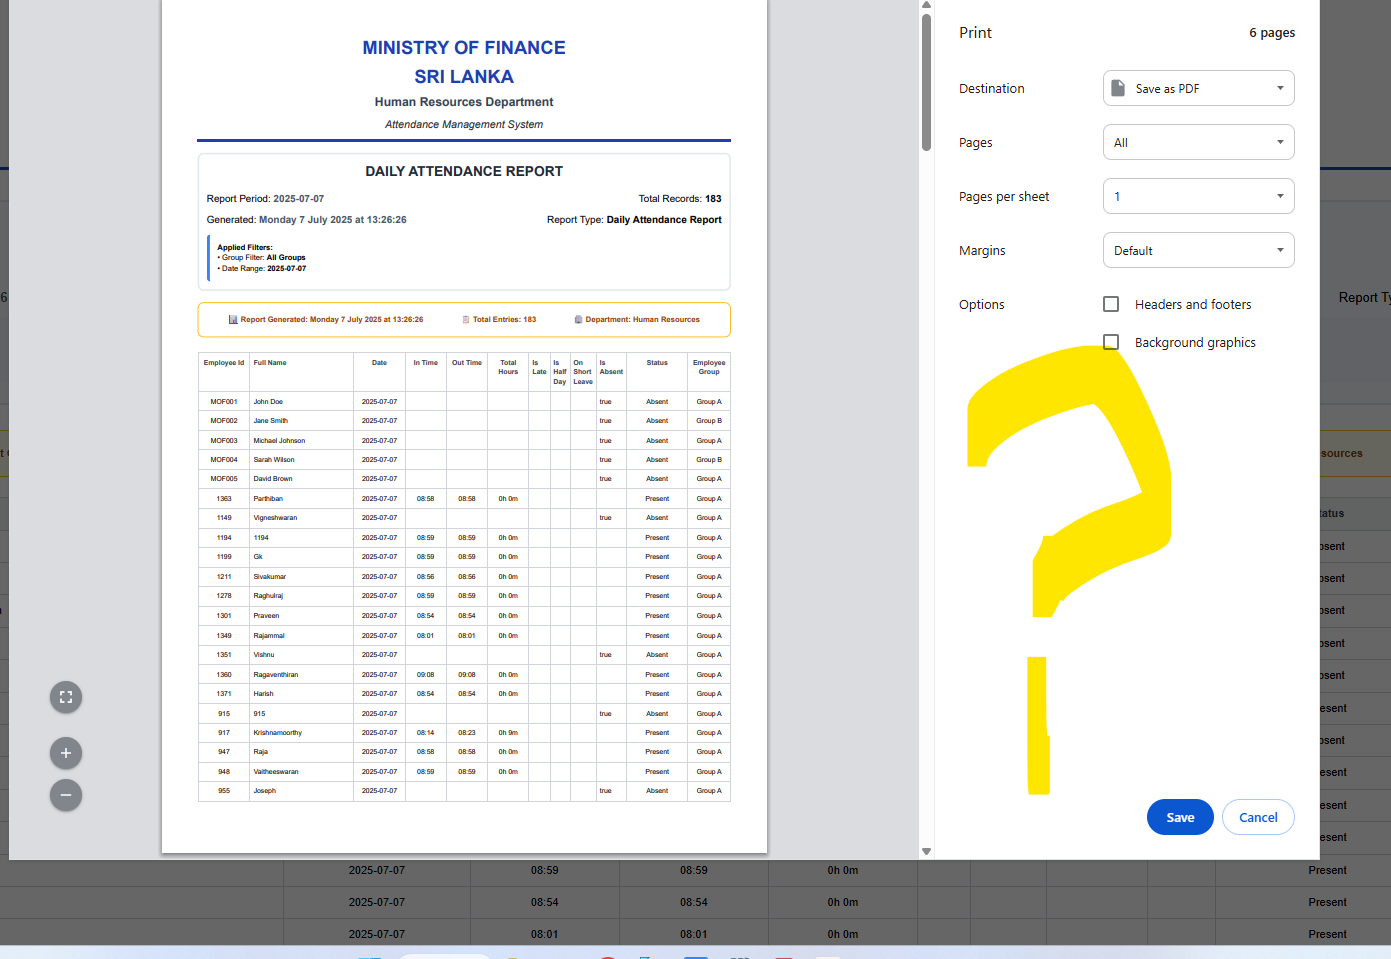 MINISTRY OF FINANCE
SRI LANKA
Human Resources Department
Attendance Management System
DAILY ATTENDANCE REPORT
Report Period: 2025-07-07 Total Records: 183
Generated: Monday 7 July 2025 at 13:26:26 Report Type: Daily Attendance Report
Applied Filters:
• Group Filter: All Groups
• Date Range: 2025-07-07
Report Generated: Monday 7 July 2025 at 13:26:26 Total Entries: 183 Department: Human Resources
Employee Id Full Name Date In Time Out Time Total Hours Is Late Is Half Day On Short Leave Is Absent Status Employee Group
MOF001 John Doe 2025-07-07 true Absent Group A
MOF002 Jane Smith 2025-07-07 true Absent Group B
MOF003 Michael Johnson 2025-07-07 true Absent Group A
MOF004 Sarah Wilson 2025-07-07 true Absent Group B
MOF005 David Brown 2025-07-07 true Absent Group A
1363 Parthiban 2025-07-07 08:58 08:58 0h 0m Present Group A
1149 Vigneshwaran 2025-07-07 true Absent Group A
1194 1194 2025-07-07 08:59 08:59 0h 0m Present Group A
1199 Gk 2025-07-07 08:59 08:59 0h 0m Present Group A
1211 Sivakumar 2025-07-07 08:56 08:56 0h 0m Present Group A
1278 Raghulraj 2025-07-07 08:59 08:59 0h 0m Present Group A
1301 Praveen 2025-07-07 08:54 08:54 0h 0m Present Group A
1349 Rajammal 2025-07-07 08:01 08:01 0h 0m Present Group A
1351 Vishnu 2025-07-07 true Absent Group A
1360 Ragaventhiran 2025-07-07 09:08 09:08 0h 0m Present Group A
1371 Harish 2025-07-07 08:54 08:54 0h 0m Present Group A
915 915 2025-07-07 true Absent Group A
917 Krishnamoorthy 2025-07-07 08:14 08:23 0h 9m Present Group A
947 Raja 2025-07-07 08:58 08:58 0h 0m Present Group A
948 Vaitheeswaran 2025-07-07 08:59 08:59 0h 0m Present Group A
955 Joseph 2025-07-07 true Absent Group A
Print 6 pages
Destination Save as PDF
Pages All
Pages per sheet 1
Margins Default
Options Headers and footers
Background graphics
?
Save Cancel
6
Report Ty
t
sources
tatus
bsent
bsent
bsent
bsent
bsent
esent
bsent
esent
esent
esent
2025-07-07 08:59 08:59 0h 0m Present
2025-07-07 08:54 08:54 0h 0m Present
2025-07-07 08:01 08:01 0h 0m Present